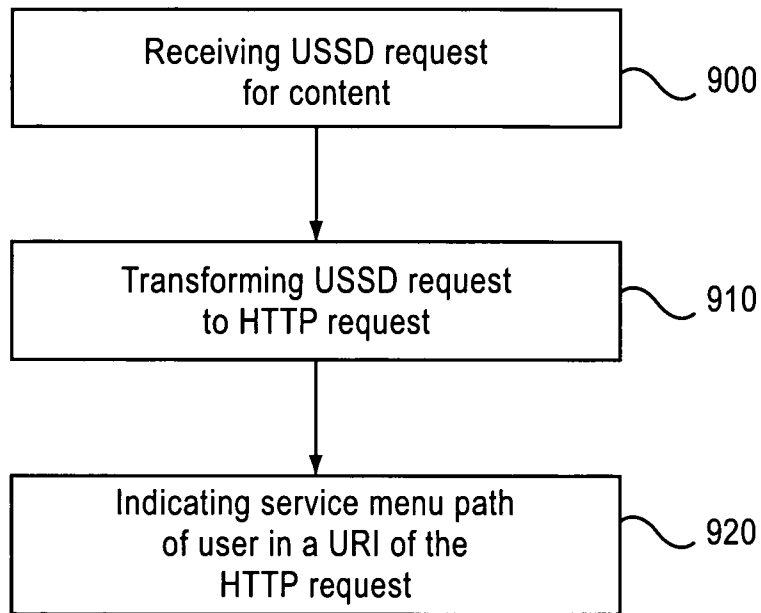 Receiving USSD request
for content
900
Transforming USSD request
to HTTP request
910
Indicating service menu path
of user in a URI of the
HTTP request
920